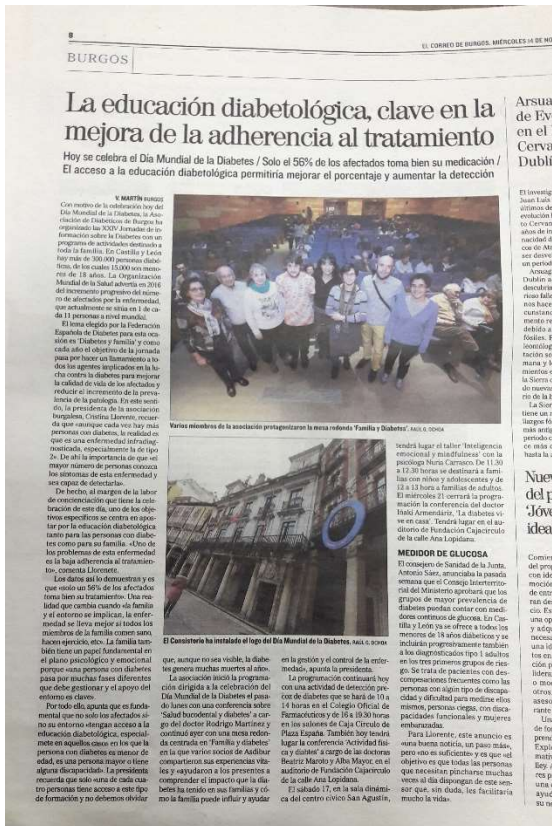 8
EL CORREO DE BURGOS. MIÉRCOLES 14 DE NO
BURGOS
La educación diabetológica, clave en la
mejora de la adherencia al tratamiento
Hoy se celebra el Día Mundial de la Diabetes / Solo el 56% de los afectados toma bien su medicación /
El acceso a la educación diabetológica permitiría mejorar el porcentaje y aumentar la detección
V. MARTÍN BURGOS
Con motivo de la celebración hoy del
Día Mundial de la Diabetes, la Aso-
ciación de Diabéticos de Burgos ha
organizado las XXIV Jornadas de in-
formación sobre la Diabetes con un
programa de actividades destinado a
toda la familia. En Castilla y León
hay más de 300.000 personas diabé-
ticas, de los cuales 15.000 son meno-
res de 18 años. La Organización
Mundial de la Salud advertía en 2016
del incremento progresivo del núme-
ro de afectados por la enfermedad,
que actualmente se sitúa en 1 de ca-
da 11 personas a nivel mundial.
El lema elegido por la Federación
Española de Diabetes para esta oca-
sión es 'Diabetes y familia' y como
cada año el objetivo de la jornada
pasa por hacer un llamamiento a to-
dos los agentes implicados en la lu-
cha contra la diabetes para mejorar
la calidad de vida de los afectados y
reducir el incremento de la preva-
lencia de la patología. En este senti-
do, la presidenta de la asociación
burgalesa, Cristina Llorente, recuer-
da que «aunque cada vez hay más
personas con diabetes, la realidad es
que es una enfermedad infradiag-
nosticada, especialmente la de tipo
2». De ahí la importancia de que «el
mayor número de personas conozca
los síntomas de esta enfermedad y
sea capaz de detectarla».
De hecho, al margen de la labor
de concienciación que tiene la cele-
bración de este día, uno de los obje-
tivos específicos se centra en apos-
tar por la educación diabetológica
tanto para las personas con diabe-
tes como para su familia. «Uno de
los problemas de esta enfermedad
es la baja adherencia al tratamien-
to», comenta Llorente.
Los datos así lo demuestran y es
que «solo un 56% de los afectados
toma bien su tratamiento». Una rea-
lidad que cambia cuando «la familia
y el entorno se implican, la enferme-
dad se lleva mejor si todos los
miembros de la familia comen sano,
hacen ejercicio, etc». La familia tam-
bién tiene un papel fundamental en
el plano psicológico y emocional
porque «una persona con diabetes
pasa por muchas fases diferentes
que debe gestionar y el apoyo del
entorno es clave».
Por todo ello, apunta que es funda-
mental que no solo los afectados si-
no su entorno «tengan acceso a la
educación diabetológica, especial-
mente en aquellos casos en los que la
persona con diabetes es menor de
edad, es una persona mayor o tiene
alguna discapacidad». La presidenta
recuerda que solo una de cada cua-
tro personas tiene acceso a este tipo
de formación y no debemos olvidar
Varios miembros de la asociación protagonizaron la mesa redonda 'Familia y Diabetes'. RAÚL G. OCHOA
El Consistorio ha instalado el logo del Día Mundial de la Diabetes. RAÚL G. OCHOA
que, aunque no sea visible, la diabe-
tes genera muchas muertes al año.
La asociación inició la programa-
ción dirigida a la celebración del
Día Mundial de la Diabetes el pasa-
do lunes con una conferencia sobre
'Salud bucodental y diabetes' a car-
go del doctor Rodrigo Martínez y
continuó ayer con una mesa redon-
da centrada en 'Familia y diabetes'
en la que varios socios de Adibur
compartieron sus experiencias vita-
les y «ayudaron a los presentes a
comprender el impacto que la diabe-
tes ha tenido en sus familias y có-
mo la familia puede influir y ayudar
en la gestión y el control de la enfer-
medad», apunta la presidenta.
La programación continuará hoy
con una actividad de detección pre-
coz de diabetes que se hará de 10 a
14 horas en el Colegio Oficial de
Farmacéuticos y de 16 a 19.30 horas
en los salones de Caja Círculo de
Plaza España. También hoy tendrá
lugar la conferencia 'Actividad físi-
ca y diabetes' a cargo de las doctoras
Beatriz Maroto y Alba Mayor, en el
auditorio de Fundación Cajacírculo
de la calle Ana Lopidana.
El sábado 17, en la sala dinámi-
ca del centro cívico San Agustín,
tendrá lugar el taller 'Inteligencia
emocional y mindfulness' con la
psicóloga Nuria Carrasco. De 11.30
a 12.30 horas se destinará a fami-
lias con niños y adolescentes y de
12 a 13 hora a familias de adultos.
El miércoles 21 cerrará la progra-
mación la conferencia del doctor
Iñaki Armendáriz, 'La diabetes vi-
ve en casa'. Tendrá lugar en el au-
ditorio de Fundación Cajacírculo
de la calle Ana Lopidana.
MEDIDOR DE GLUCOSA
El consejero de Sanidad de la Junta,
Antonio Sáez, anunciaba la pasada
semana que el Consejo Interterrito-
rial del Ministerio aprobará que los
grupos de mayor prevalencia de
diabetes puedan contar con medi-
dores continuos de glucosa. En Cas-
tilla y León ya se ofrece a todos los
menores de 18 años diabéticos y se
incluirán progresivamente también
a los diagnosticados tipo 1 adultos
en los tres primeros grupos de ries-
go. Se trata de pacientes con des-
compensaciones frecuentes como las
personas con algún tipo de discapa-
cidad y dificultad para medirse ellos
mismos, personas ciegas, con disca-
pacidades funcionales y mujeres
embarazadas.
Para Llorente, este anuncio es
«una buena noticia, un paso más»,
pero «no es suficiente» y es que «el
objetivo es que todas las personas
que necesitan pincharse muchas
veces al día dispongan de este sen-
sor que, sin duda, les facilitaría
mucho la vida».
Arsua
de Ev
en el
Cerva
Dublí
Nue
del p
'Jóv
idea